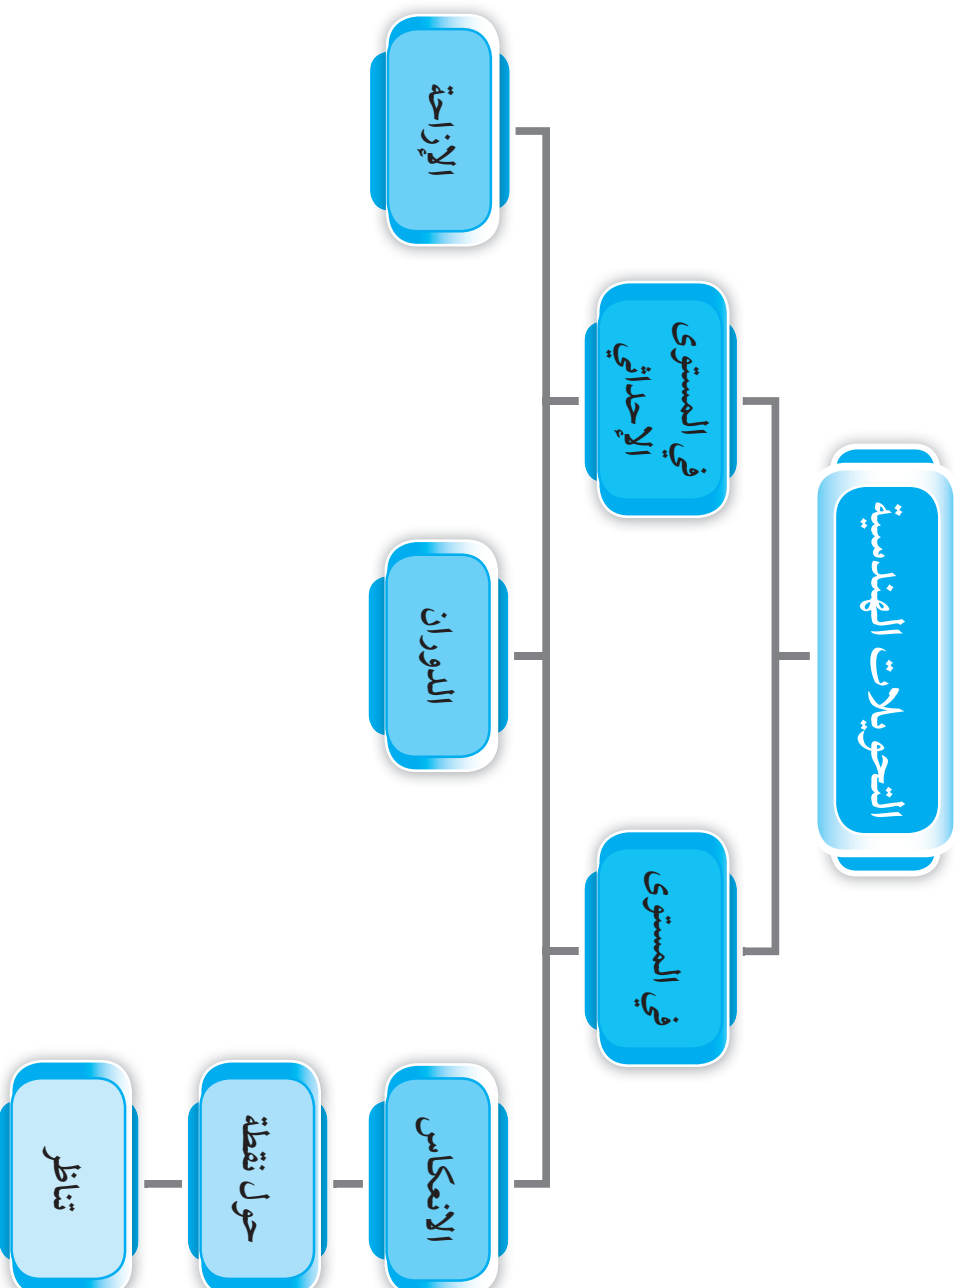 التحويلات الهندسية
في المستوى
في المستوى
الإحداثي
الانعكاس
الدوران
الإزاحة
حول نقطة
تناظر